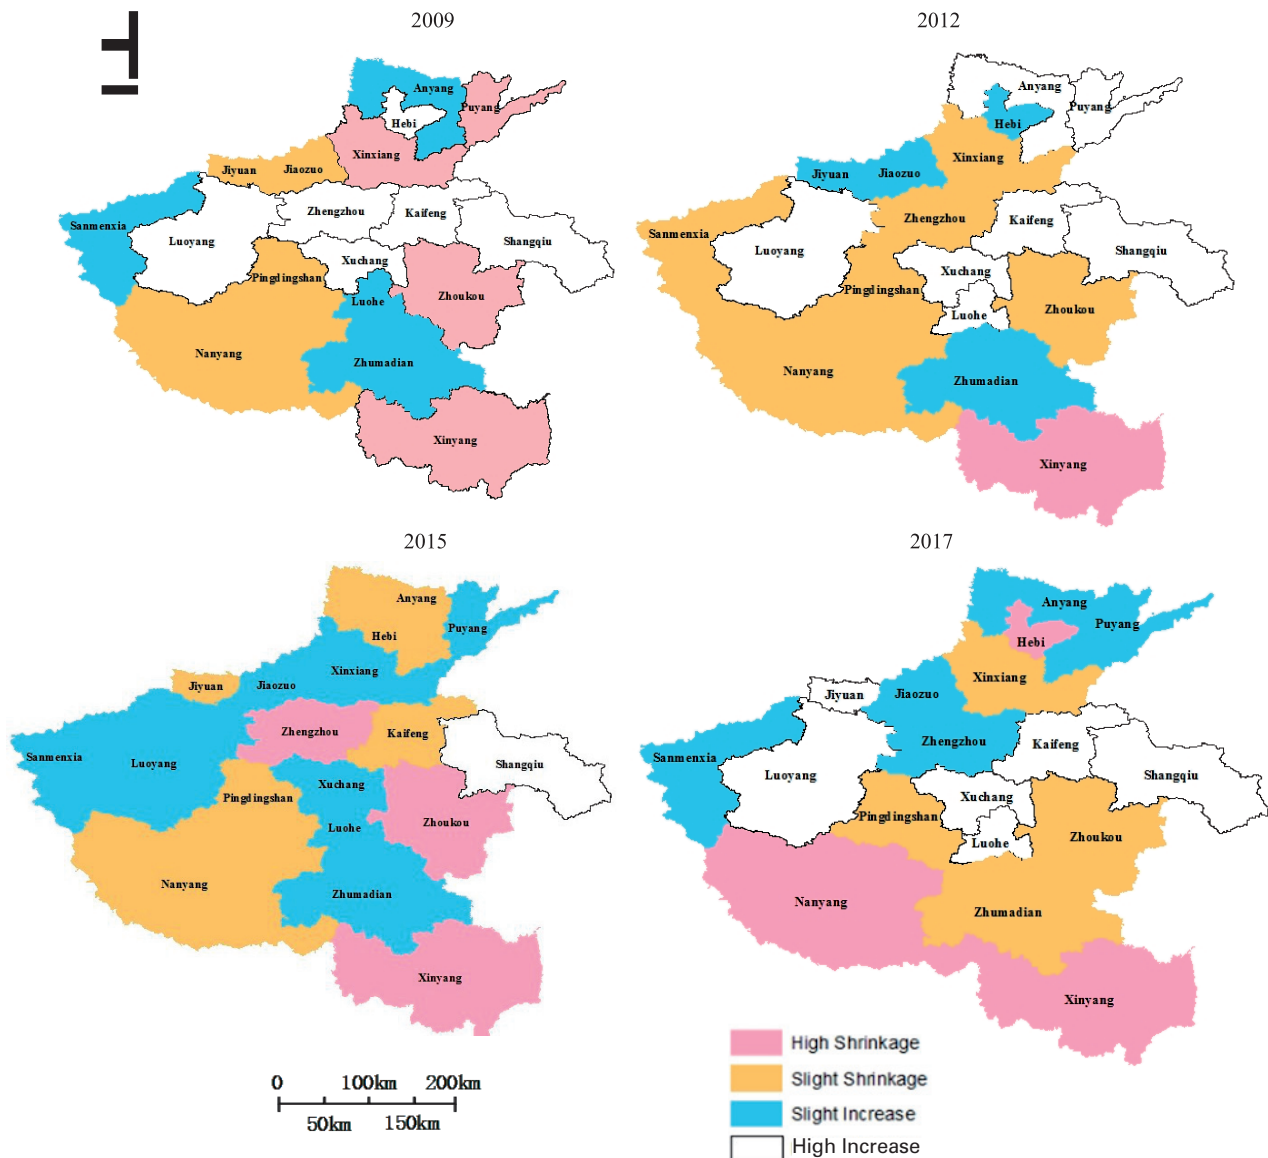 2009
Anyang
Puyang
Hebi
Xinxiang
Jiyuan
Jiaozuo
Zhengzhou
Kaifeng
Sanmenxia
Luoyang
Shangqiu
Xuchang
Pingdingshan
Luohe
Zhoukou
Nanyang
Zhumadian
Xinyang
2012
Anyang
Puyang
Hebi
Xinxiang
Jiyuan
Jiaozuo
Zhengzhou
Kaifeng
Sanmenxia
Luoyang
Shangqiu
Xuchang
Pingdingshan
Luohe
Zhoukou
Nanyang
Zhumadian
Xinyang
2015
Anyang
Puyang
Hebi
Xinxiang
Jiyuan
Jiaozuo
Zhengzhou
Kaifeng
Sanmenxia
Luoyang
Shangqiu
Xuchang
Pingdingshan
Luohe
Zhoukou
Nanyang
Zhumadian
Xinyang
2017
Anyang
Puyang
Hebi
Xinxiang
Jiyuan
Jiaozuo
Zhengzhou
Kaifeng
Sanmenxia
Luoyang
Shangqiu
Xuchang
Pingdingshan
Luohe
Zhoukou
Nanyang
Zhumadian
Xinyang
0 100km 200km
50km 150km
High Shrinkage
Slight Shrinkage
Slight Increase
High Increase